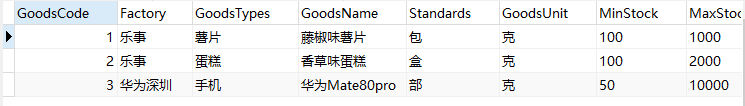 GoodsCode Factory GoodsTypes GoodsName Standards GoodsUnit MinStock MaxStoc
1 乐事 薯片 藤椒味薯片 包 克 100 1000
2 乐事 蛋糕 香草味蛋糕 盒 克 100 2000
3 华为深圳 手机 华为Mate80pro 部 克 50 10000